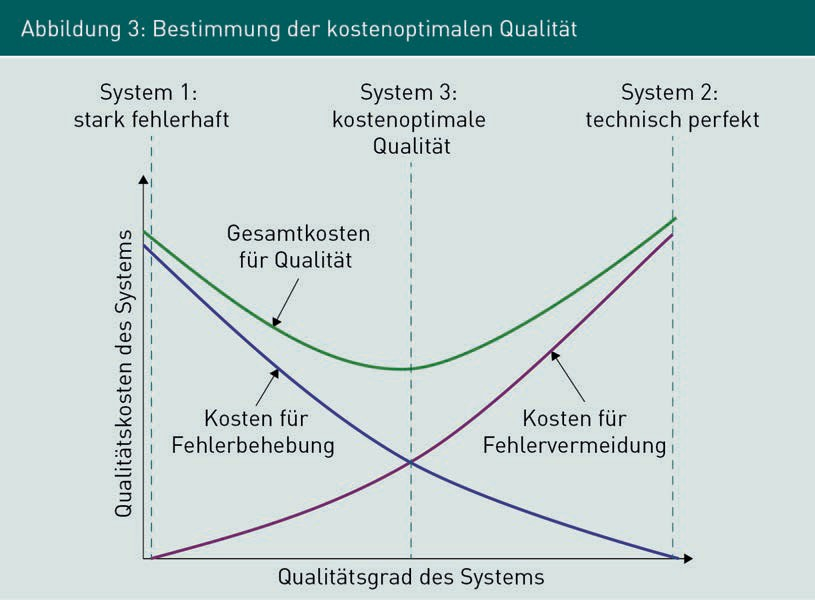 Abbildung 3: Bestimmung der kostenoptimalen Qualität
System 1:
stark fehlerhaft
System 3:
kostenoptimale
Qualität
System 2:
technisch perfekt
Gesamtkosten
für Qualität
Qualitätskosten des Systems
Kosten für
Fehlerbehebung
Kosten für
Fehlervermeidung
Qualitätsgrad des Systems